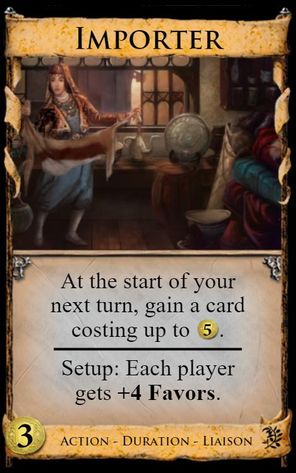 IMPORTER
At the start of your
next turn, gain a card
costing up to 5.
Setup: Each player
gets +4 Favors.
3
ACTION - DURATION - LIAISON